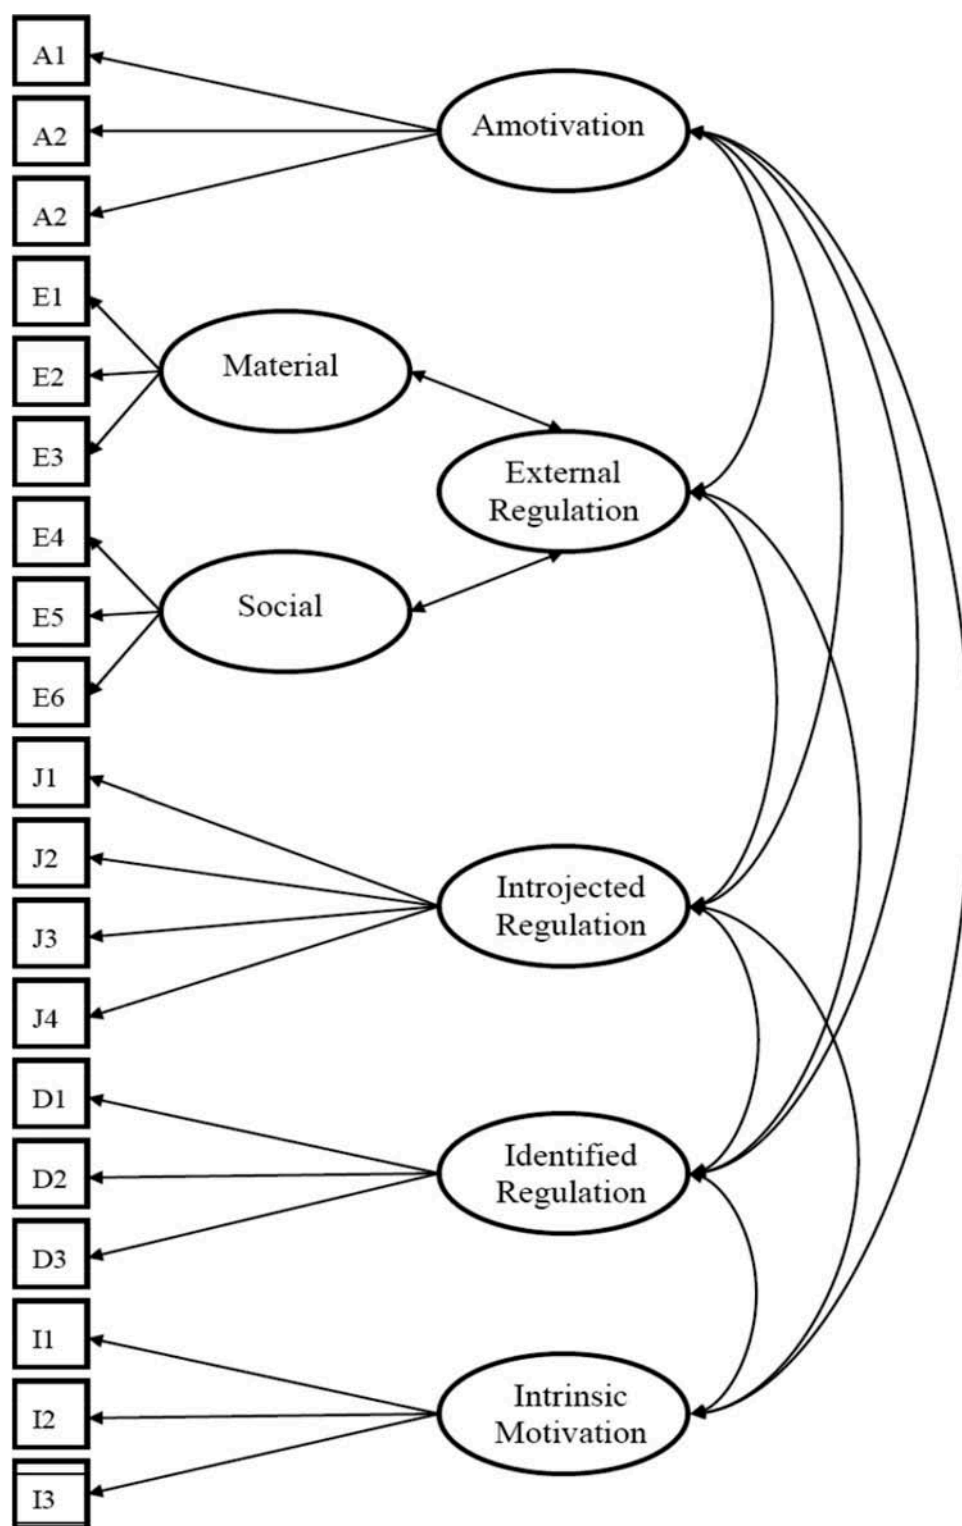 A1
Amotivation
A2
A2
E1
Material
E2
E3
External
Regulation
E4
Social
E5
E6
J1
J2
Introjected
Regulation
J3
J4
D1
Identified
Regulation
D2
D3
I1
Intrinsic
Motivation
I2
I3